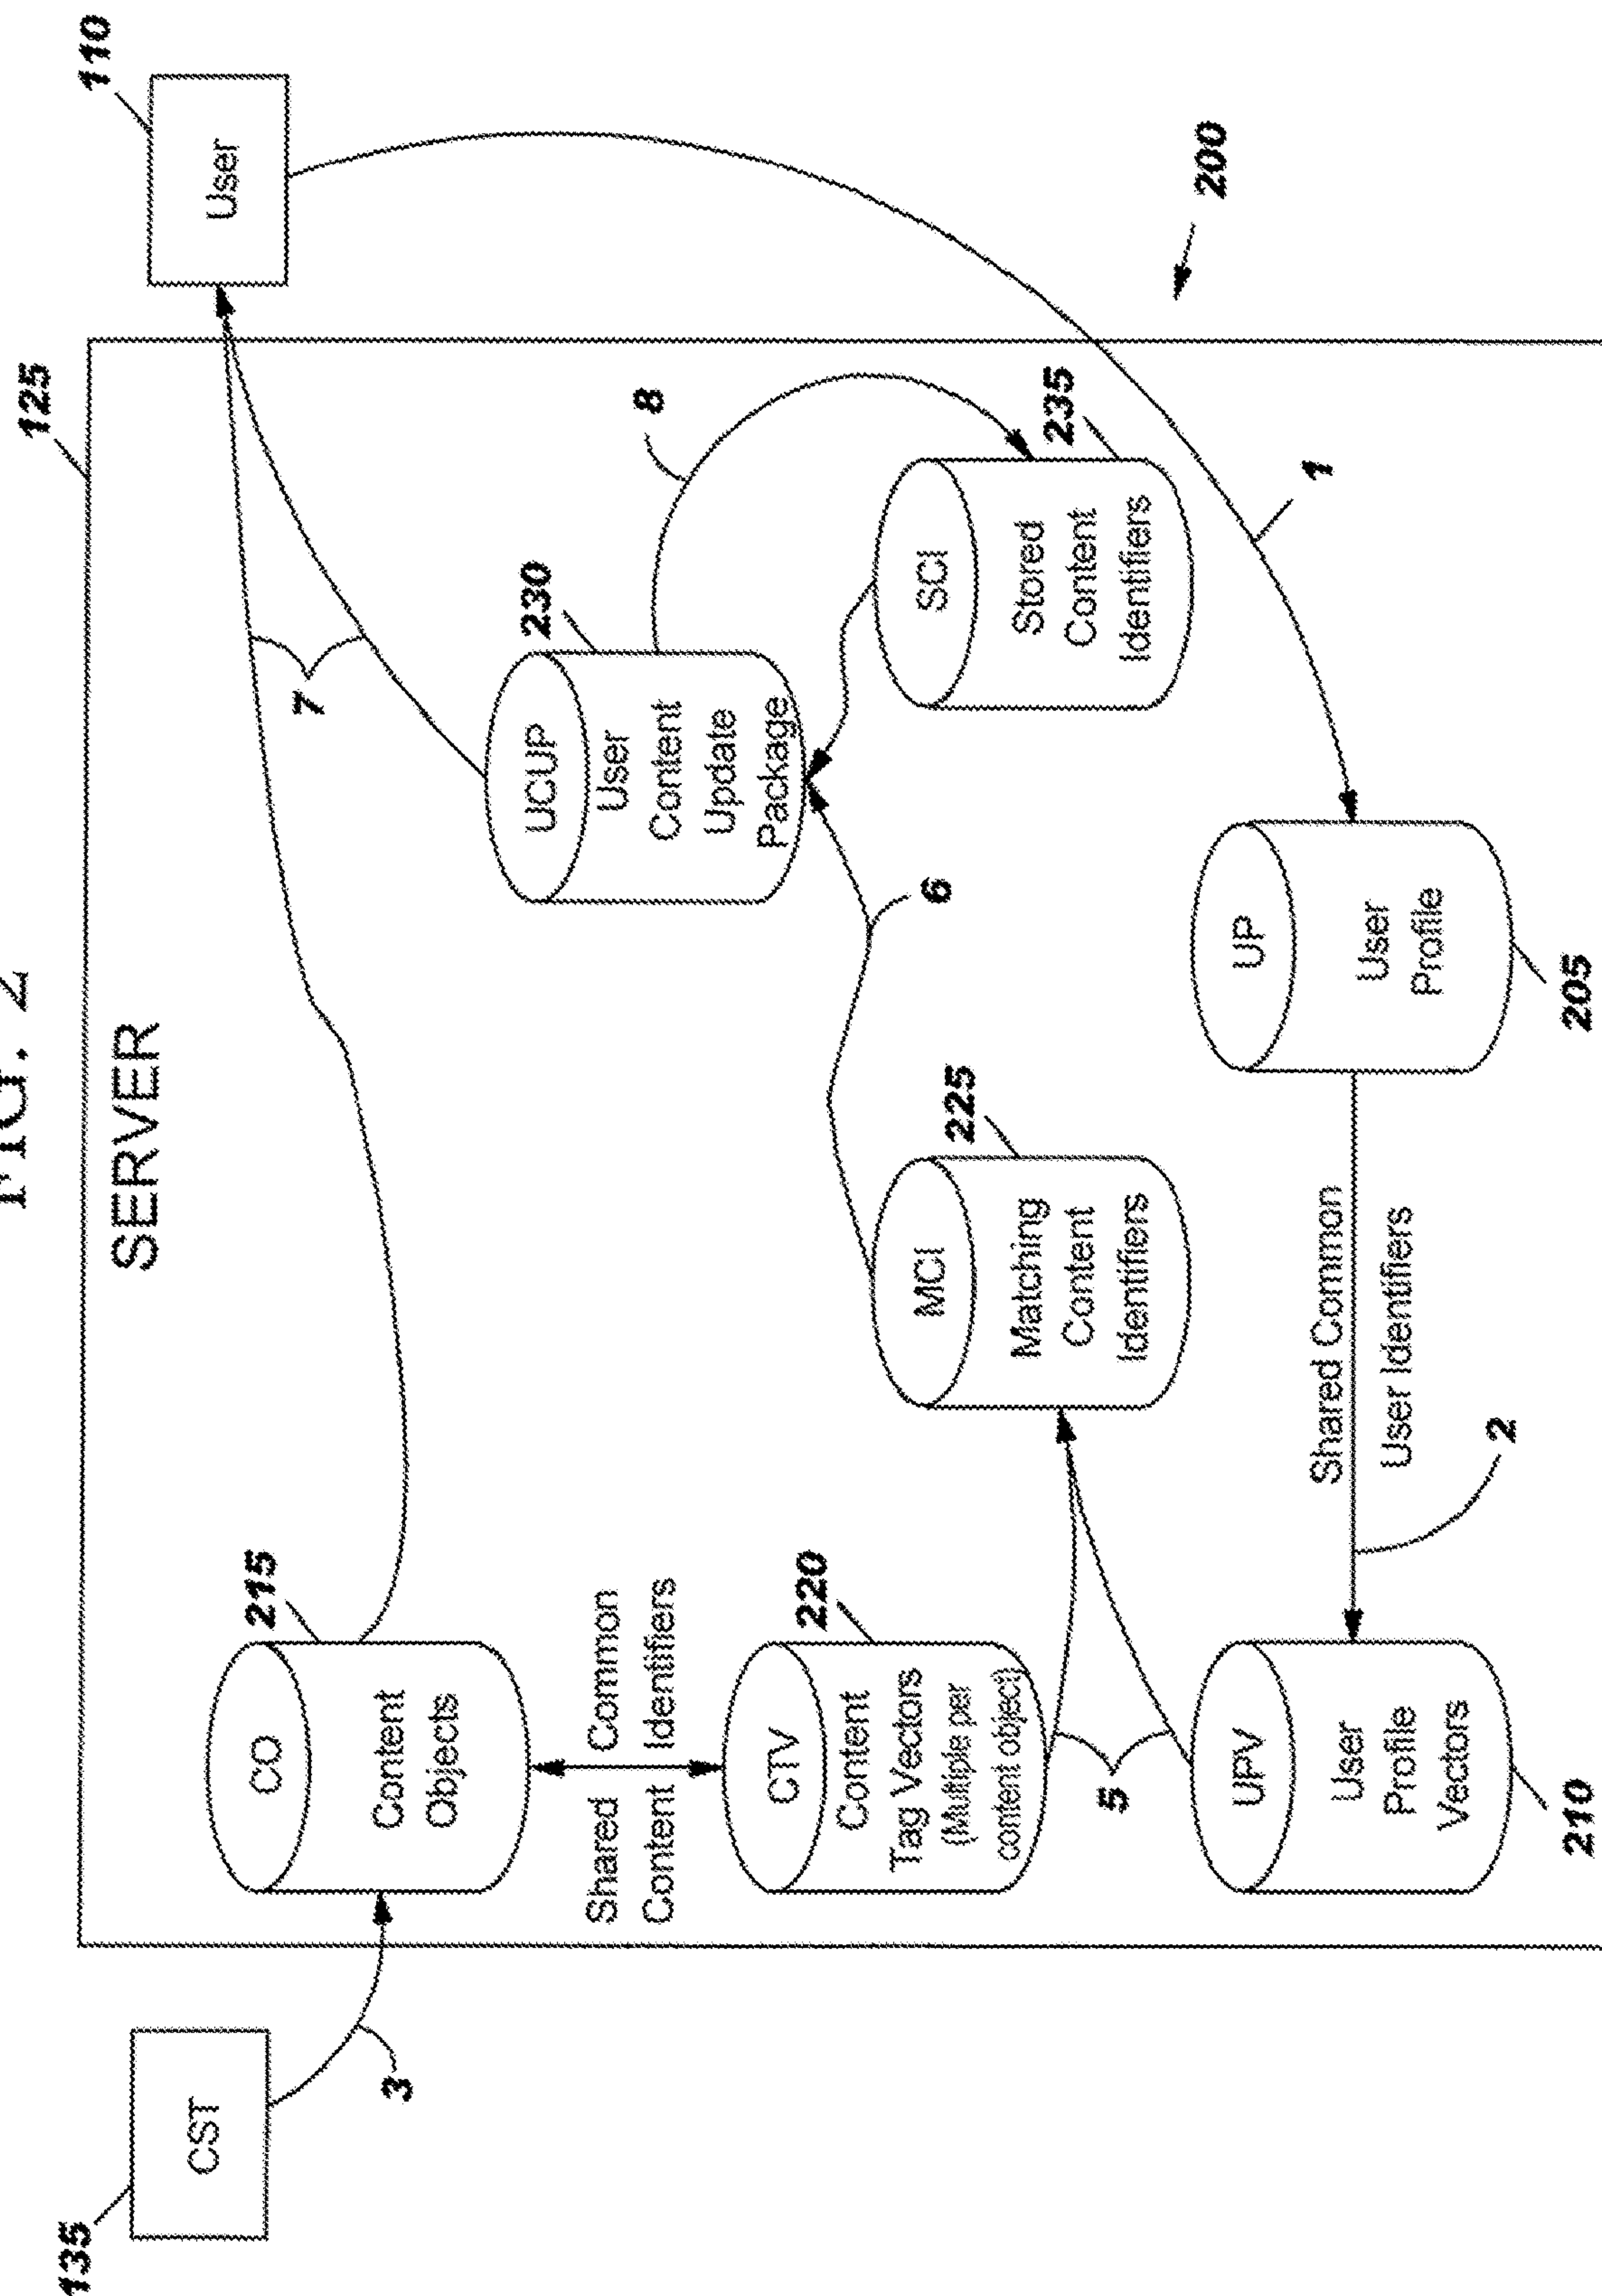 FIG. 2
125
SERVER
135
CST
3
215
CO
Content
Objects
Shared Common
Content Identifiers
220
CTV
Content
Tag Vectors
(Multiple per
content object)
5
UPV
User
Profile
Vectors
210
2
Shared Common
User Identifiers
225
MCI
Matching
Content
Identifiers
6
UP
User
Profile
205
230
UCUP
User
Content
Update
Package
7
8
235
SCI
Stored
Content
Identifiers
1
110
User
200